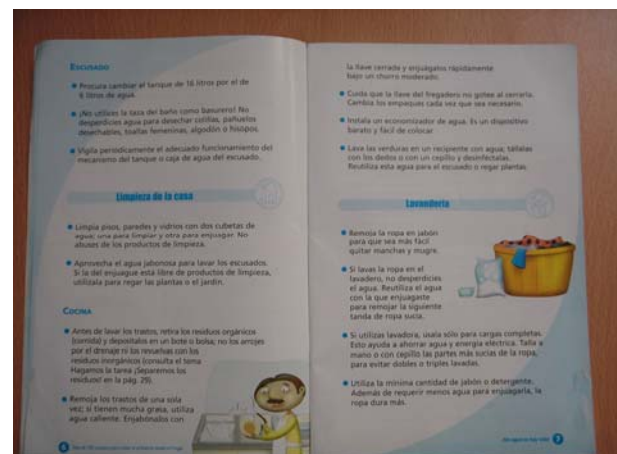 ESCUSADO
● Procura cambiar el tanque de 16 litros por el de
6 litros de agua.
● ¡No utilices la taza del baño como basurero! No
desperdicies agua para desechar colillas, pañuelos
desechables, toallas femeninas, algodón o hisopos.
● Vigila periódicamente el adecuado funcionamiento del
mecanismo del tanque o caja de agua del escusado.
Limpieza de la casa
● Limpia pisos, paredes y vidrios con dos cubetas de
agua; una para limpiar y otra para enjuagar. No
abuses de los productos de limpieza.
● Aprovecha el agua jabonosa para lavar los escusados.
Si la del enjuague está libre de productos de limpieza,
utilízala para regar las plantas o el jardín.
COCINA
● Antes de lavar los trastos, retira los residuos orgánicos
(comida) y deposítalos en un bote o bolsa; no los arrojes
por el drenaje ni los resuelvas con los
residuos inorgánicos (consulta el tema
Hagamos la tarea ¡Separemos los
residuos! en la pág. 29).
● Remoja los trastos de una sola
vez; si tienen mucha grasa, utiliza
agua caliente. Enjabónalos con
6
la llave cerrada y enjuágalos rápidamente
bajo un chorro moderado.
● Cuida que la llave del fregadero no gotee al cerrarla.
Cambia los empaques cada vez que sea necesario.
● Instala un economizador de agua. Es un dispositivo
barato y fácil de colocar.
● Lava las verduras en un recipiente con agua; tállalas
con los dedos o con un cepillo y desinféctalas.
Reutiliza esta agua para el escusado o regar plantas.
Lavandería
● Remoja la ropa en jabón
para que sea más fácil
quitar manchas y mugre.
● Si lavas la ropa en el
lavadero, no desperdicies
el agua. Reutiliza el agua
con la que enjuagaste
para remojar la siguiente
tanda de ropa sucia.
● Si utilizas lavadora, úsala sólo para cargas completas.
Esto ayuda a ahorrar agua y energía eléctrica. Talla a
mano o con cepillo las partes más sucias de la ropa,
para evitar dobles o triples lavadas.
● Utiliza la mínima cantidad de jabón o detergente.
Además de requerir menos agua para enjuagarla, la
ropa dura más.
7